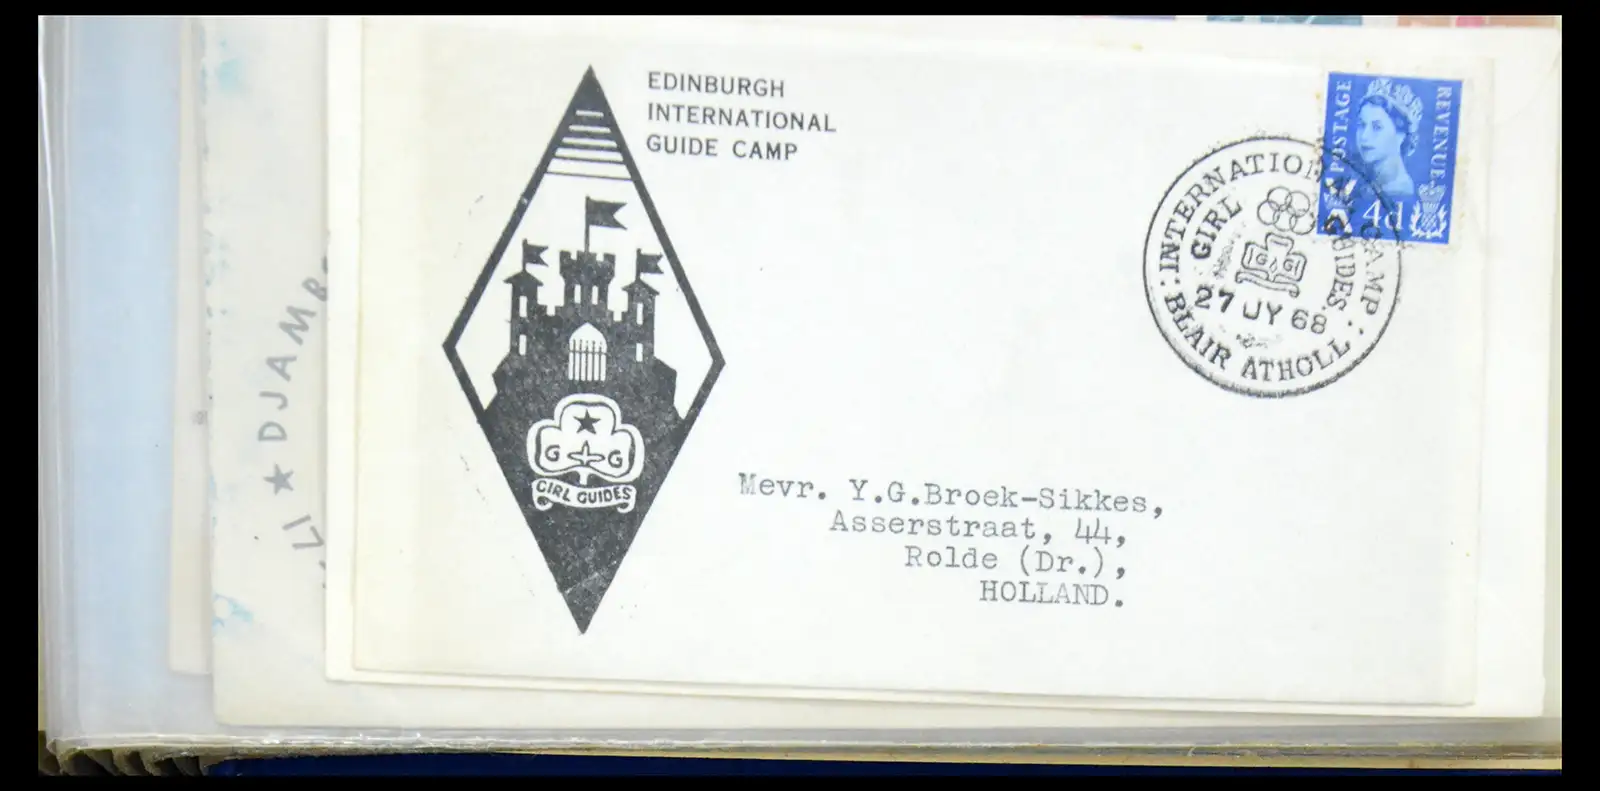 EDINBURGH
INTERNATIONAL
GUIDE CAMP
POSTAGE
REVENUE
4d
INTERNATIONAL CAMP
GIRL GUIDES
GG
27 JY 68
BLAIR ATHOLL
G G
GIRL GUIDES
Mevr. Y.G.Broek-Sikkes,
Asserstraat, 44,
Rolde (Dr.),
HOLLAND.
★ DJAMB